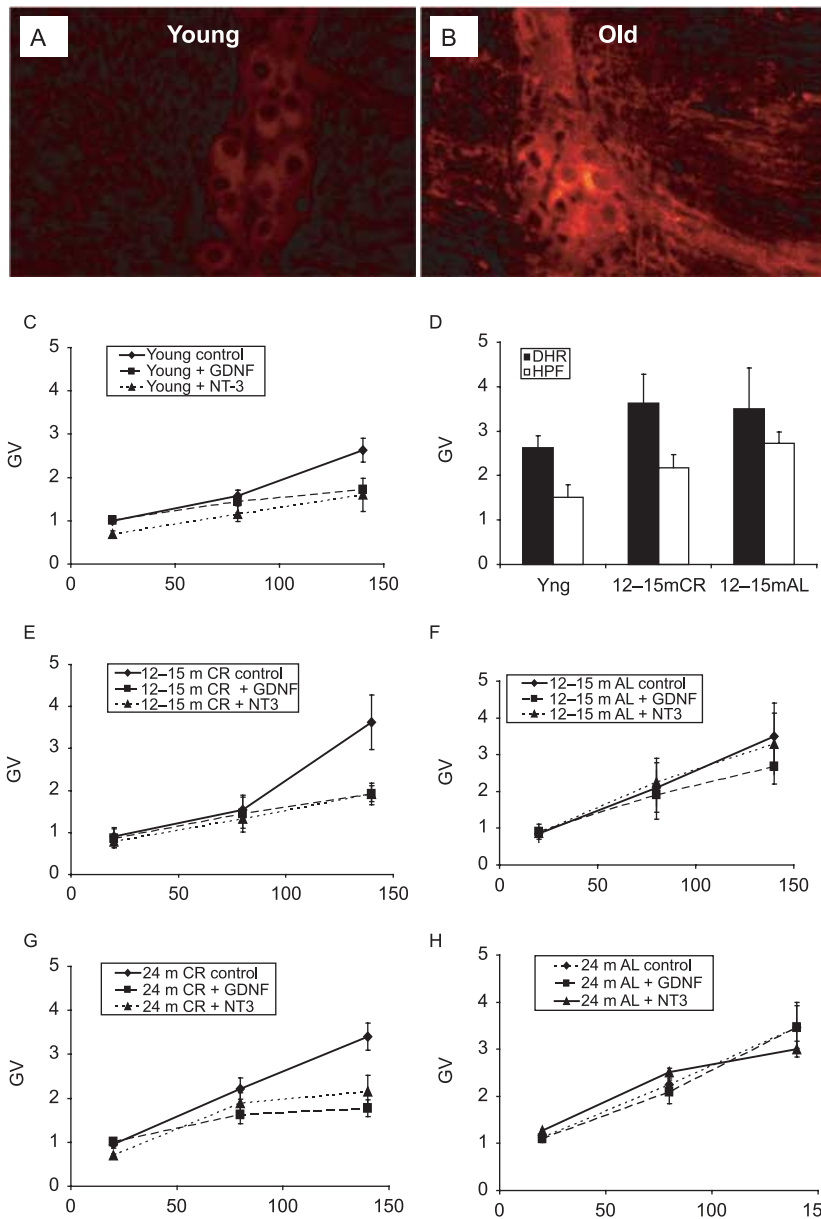 A
Young
B
Old
C
5
4
3
2
1
0
GV
Young control
Young + GDNF
Young + NT-3
0
50
100
150
D
5
4
3
2
1
0
DHR
HPF
Yng
12–15mCR
12–15mAL
E
5
4
3
2
1
0
GV
12–15 m CR control
12–15 m CR + GDNF
12–15 m CR + NT3
0
50
100
150
F
5
4
3
2
1
0
12–15 m AL control
12–15 m AL + GDNF
12–15 m AL + NT3
0
50
100
150
G
5
4
3
2
1
0
GV
24 m CR control
24 m CR + GDNF
24 m CR + NT3
0
50
100
150
H
5
4
3
2
1
0
GV
24 m AL control
24 m AL + GDNF
24 m AL + NT3
0
50
100